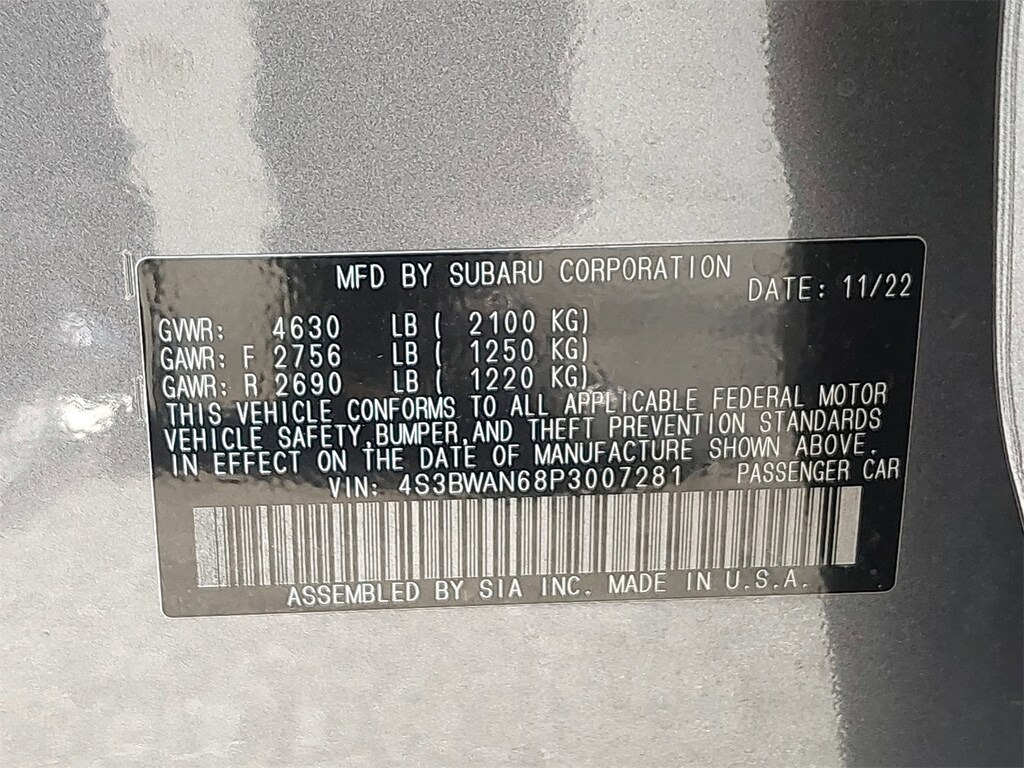 MFD BY SUBARU CORPORATION
DATE: 11/22
GVWR: 4630 LB ( 2100 KG)
GAWR: F 2756 LB ( 1250 KG)
GAWR: R 2690 LB ( 1220 KG)
THIS VEHICLE CONFORMS TO ALL APPLICABLE FEDERAL MOTOR
VEHICLE SAFETY,BUMPER,AND THEFT PREVENTION STANDARDS
IN EFFECT ON THE DATE OF MANUFACTURE SHOWN ABOVE.
VIN: 4S3BWAN68P3007281 PASSENGER CAR
ASSEMBLED BY SIA INC. MADE IN U.S.A.